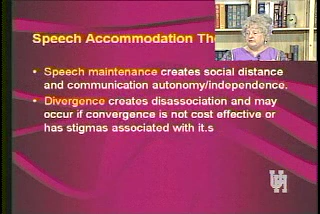 Speech Accommodation The
• Speech maintenance creates social distance
and communication autonomy/independence.
• Divergence creates disassociation and may
occur if convergence is not cost effective or
has stigmas associated with it.s